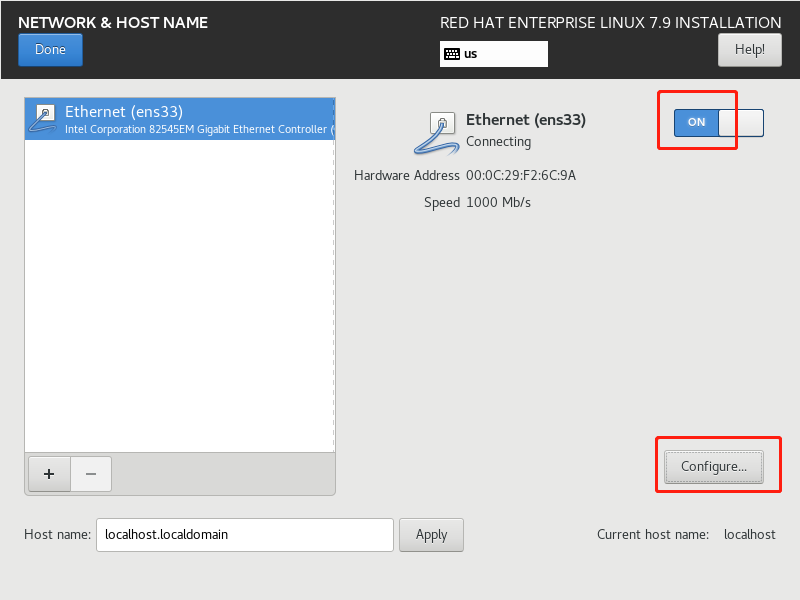 NETWORK & HOST NAME
RED HAT ENTERPRISE LINUX 7.9 INSTALLATION
Done
us
Help!
Ethernet (ens33)
Intel Corporation 82545EM Gigabit Ethernet Controller (
Ethernet (ens33)
Connecting
ON
Hardware Address 00:0C:29:F2:6C:9A
Speed 1000 Mb/s
+
−
Configure...
Host name:
localhost.localdomain
Apply
Current host name: localhost